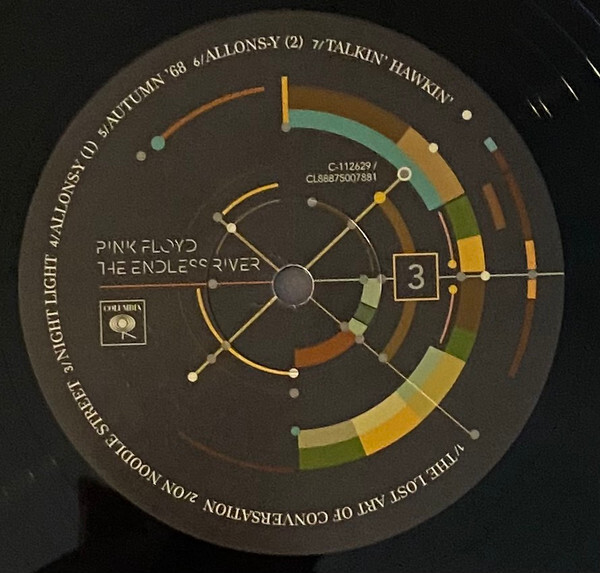 1/THE LOST ART OF CONVERSATION 2/ON NOODLE STREET 3/NIGHT LIGHT 4/ALLONS-Y (1) 5/AUTUMN '68 6/ALLONS-Y (2) 7/TALKIN' HAWKIN'
C-112629 /
CL88875007881
PINK FLOYD
THE ENDLESS RIVER
3
COLUMBIA